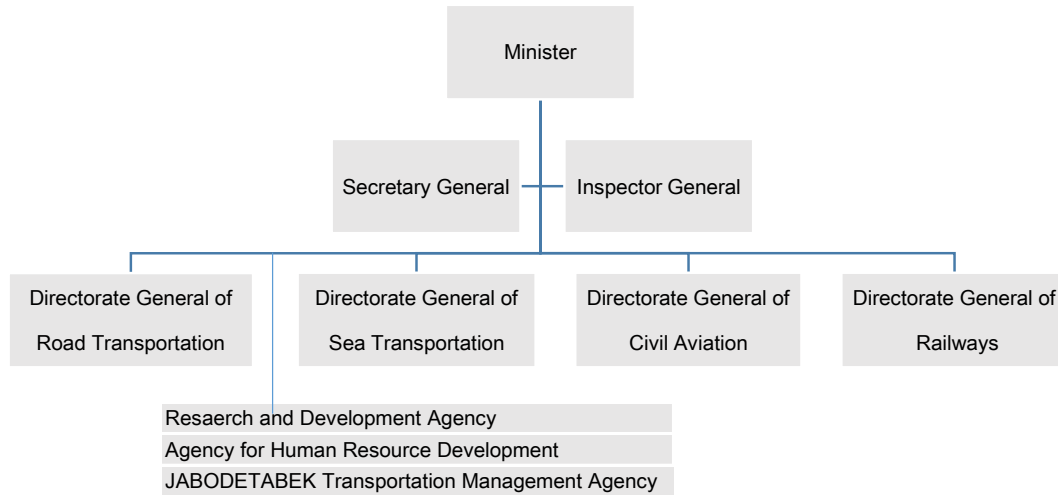 Minister
Secretary General
Inspector General
Directorate General of
Road Transportation
Directorate General of
Sea Transportation
Directorate General of
Civil Aviation
Directorate General of
Railways
Resaerch and Development Agency
Agency for Human Resource Development
JABODETABEK Transportation Management Agency